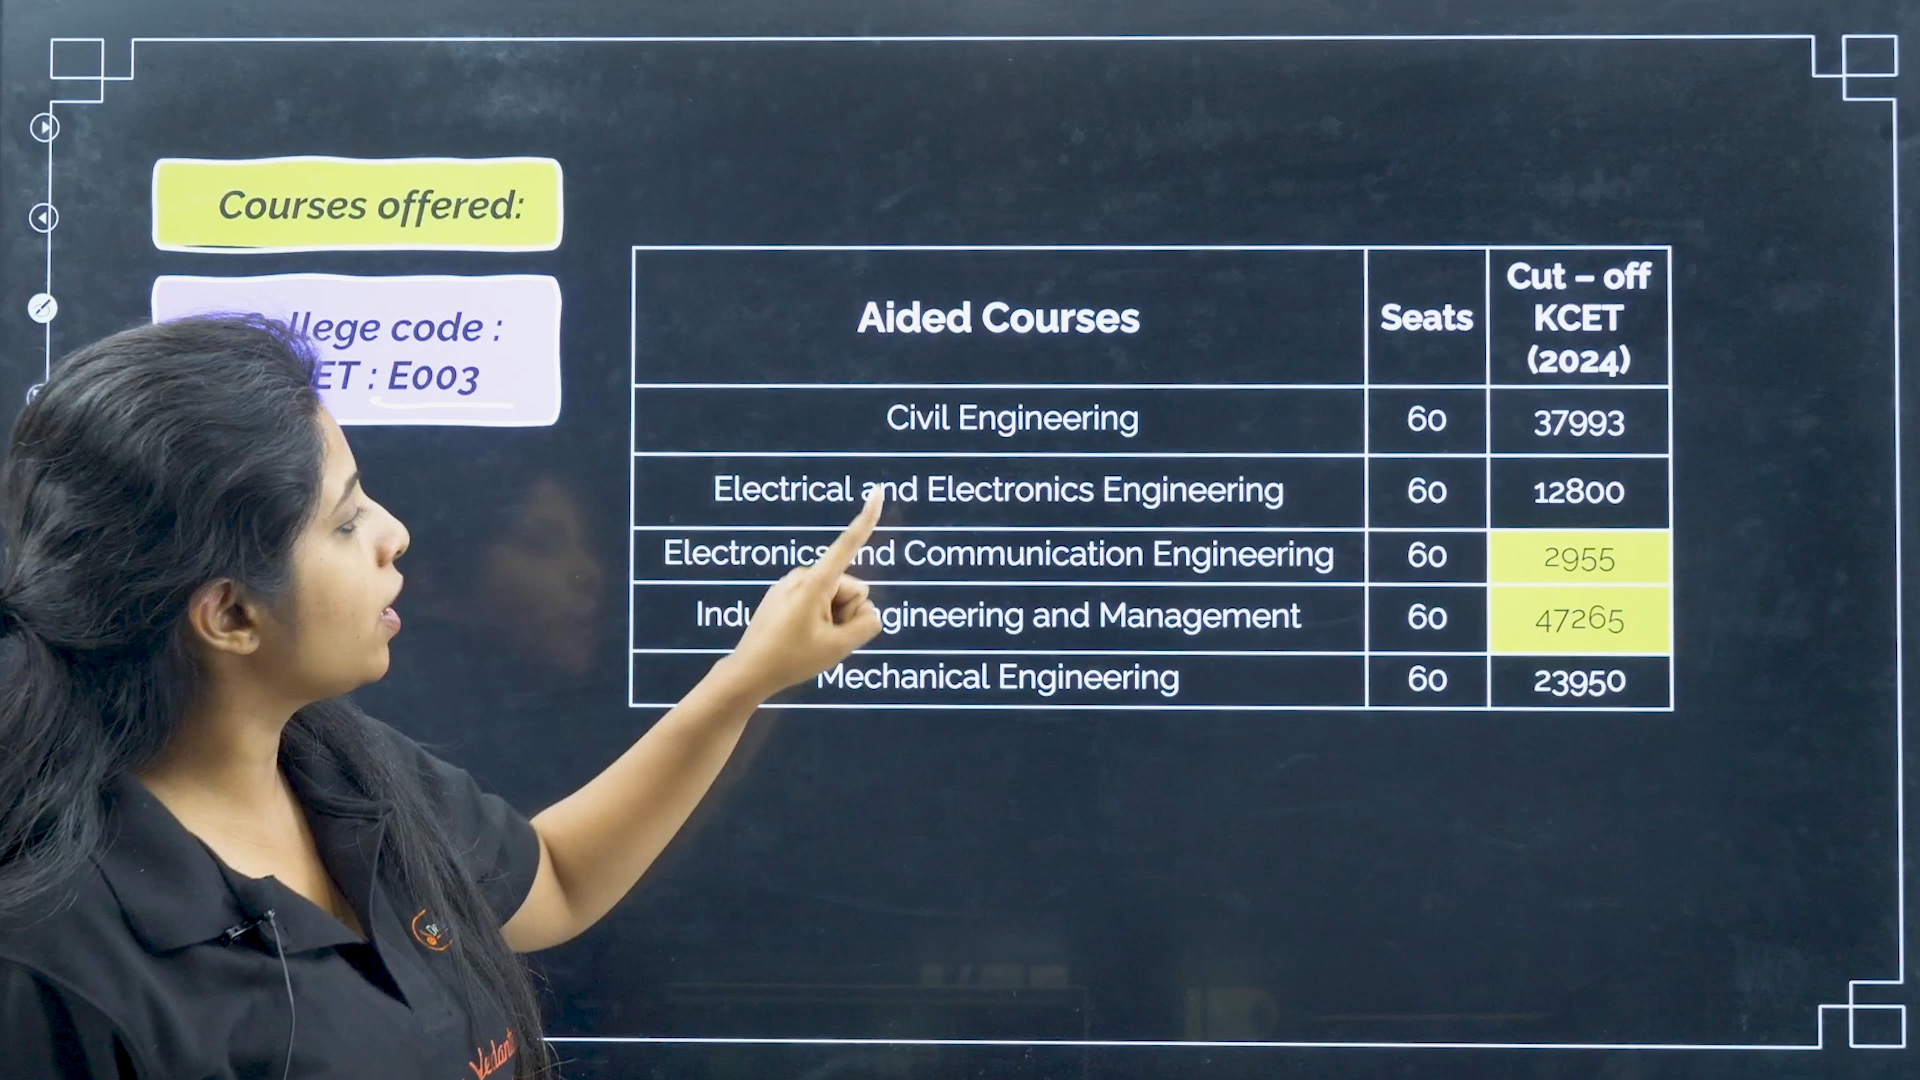 Courses offered:
llege code :
ET : E003
Aided Courses
Seats
Cut – off
KCET
(2024)
Civil Engineering
60
37993
Electrical and Electronics Engineering
60
12800
Electronics and Communication Engineering
60
2955
Indu gineering and Management
60
47265
Mechanical Engineering
60
23950
Vedant